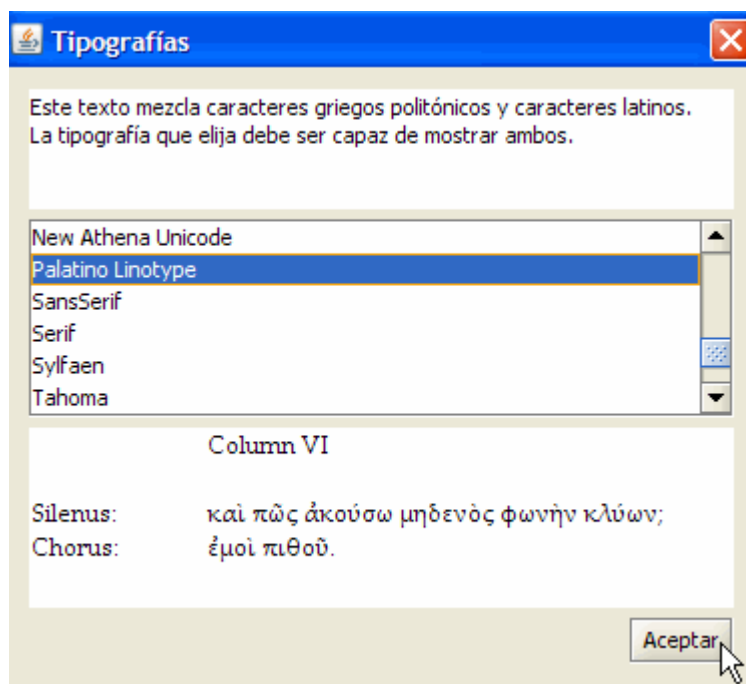 Tipografías
Este texto mezcla caracteres griegos politónicos y caracteres latinos.
La tipografía que elija debe ser capaz de mostrar ambos.
New Athena Unicode
Palatino Linotype
SansSerif
Serif
Sylfaen
Tahoma
Column VI
Silenus: καὶ πῶς ἀκούσω μηδενὸς φωνὴν κλύων;
Chorus: ἐμοὶ πιθοῦ.
Aceptar